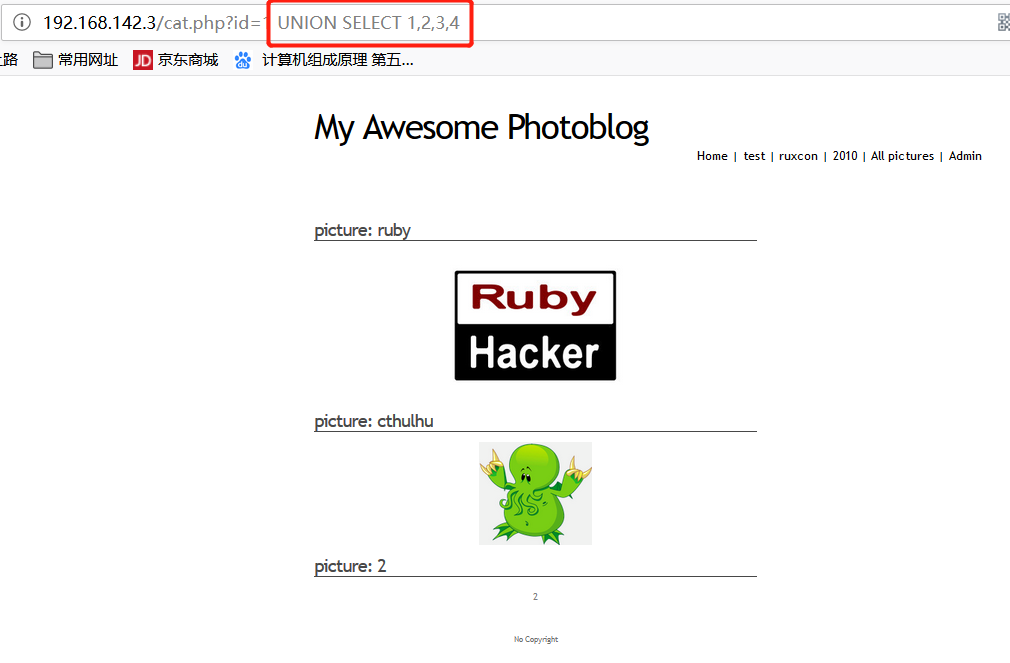 192.168.142.3/cat.php?id=1 UNION SELECT 1,2,3,4
路 常用网址 JD 京东商城 du 计算机组成原理 第五...
My Awesome Photoblog
Home | test | ruxcon | 2010 | All pictures | Admin
picture: ruby
Ruby
Hacker
picture: cthulhu
picture: 2
2
No Copyright